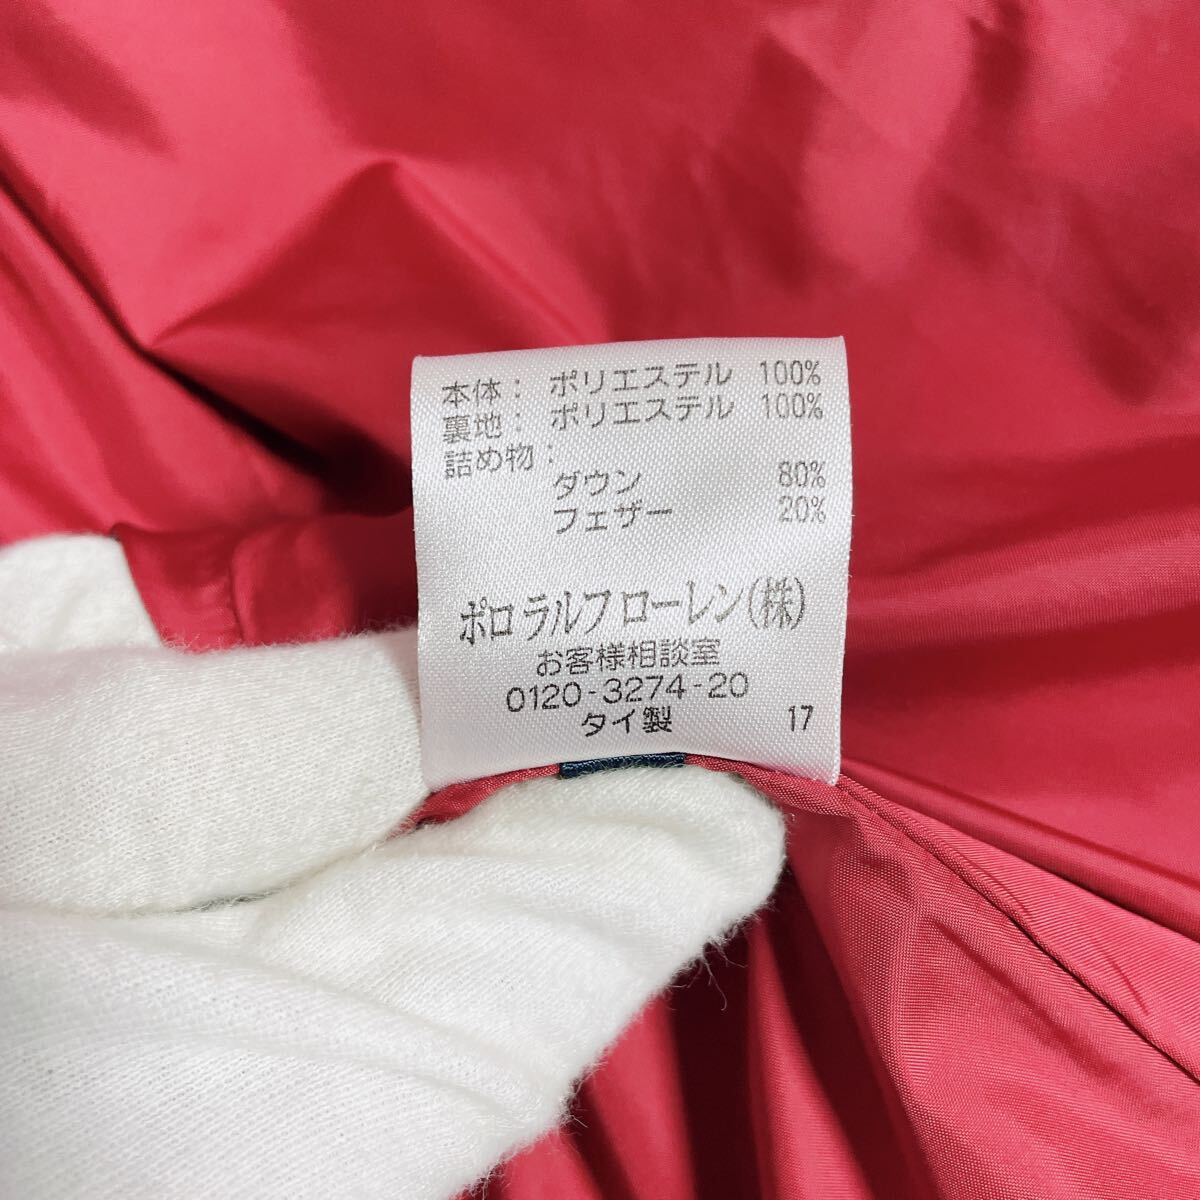 本体： ポリエステル 100%
裏地： ポリエステル 100%
詰め物：
ダウン 80%
フェザー 20%
ポロ ラルフ ローレン(株)
お客様相談室
0120-3274-20
タイ製 17